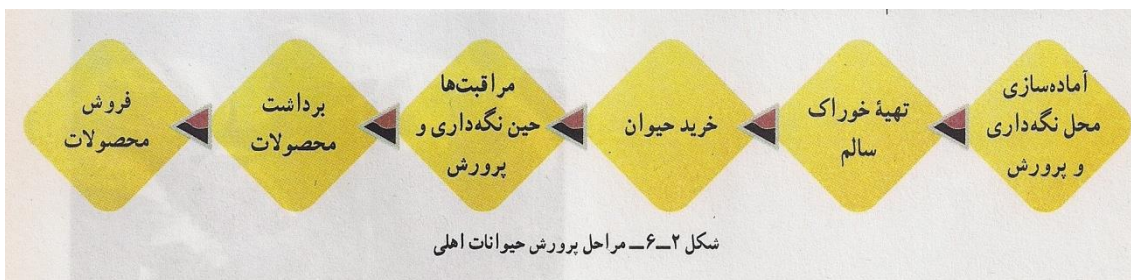 آماده‌سازی
محل نگه‌داری
و پرورش
تهیهٔ خوراک
سالم
خرید حیوان
مراقبت‌ها
حین نگه‌داری و
پرورش
برداشت
محصولات
فروش
محصولات
شکل ۲ــ۶ــ مراحل پرورش حیوانات اهلی